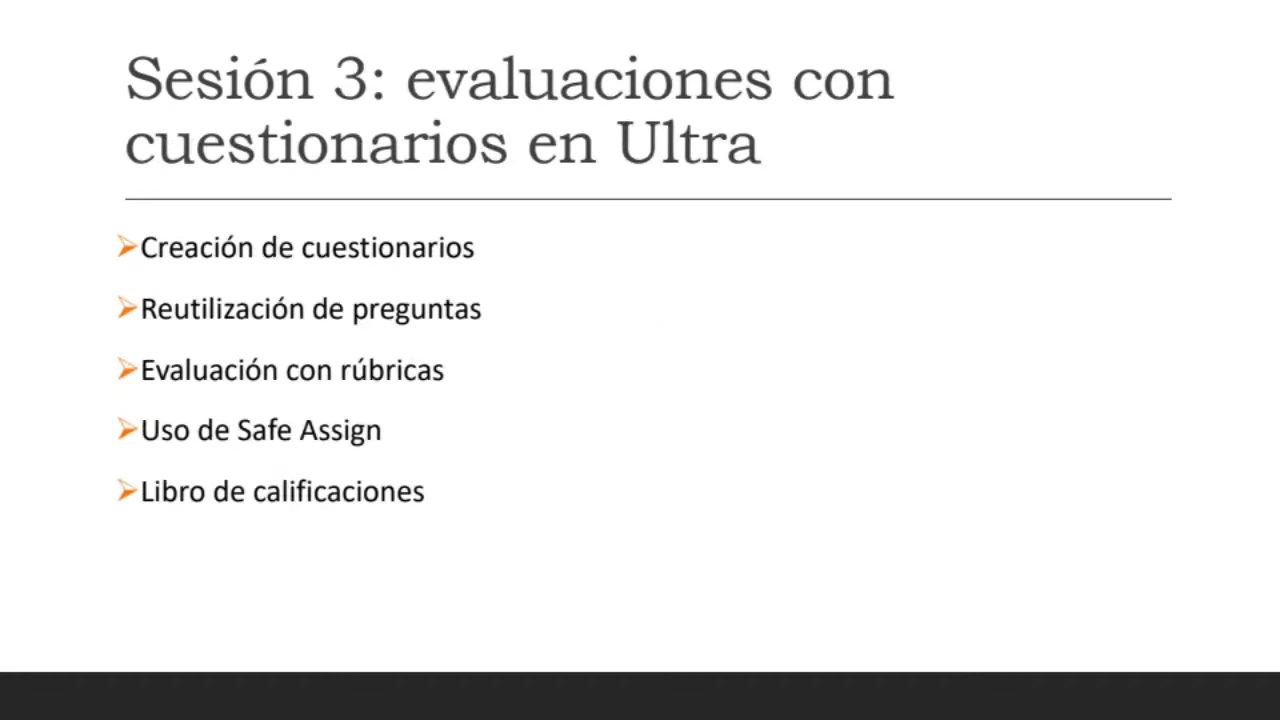 Sesión 3: evaluaciones con
cuestionarios en Ultra
Creación de cuestionarios
Reutilización de preguntas
Evaluación con rúbricas
Uso de Safe Assign
Libro de calificaciones